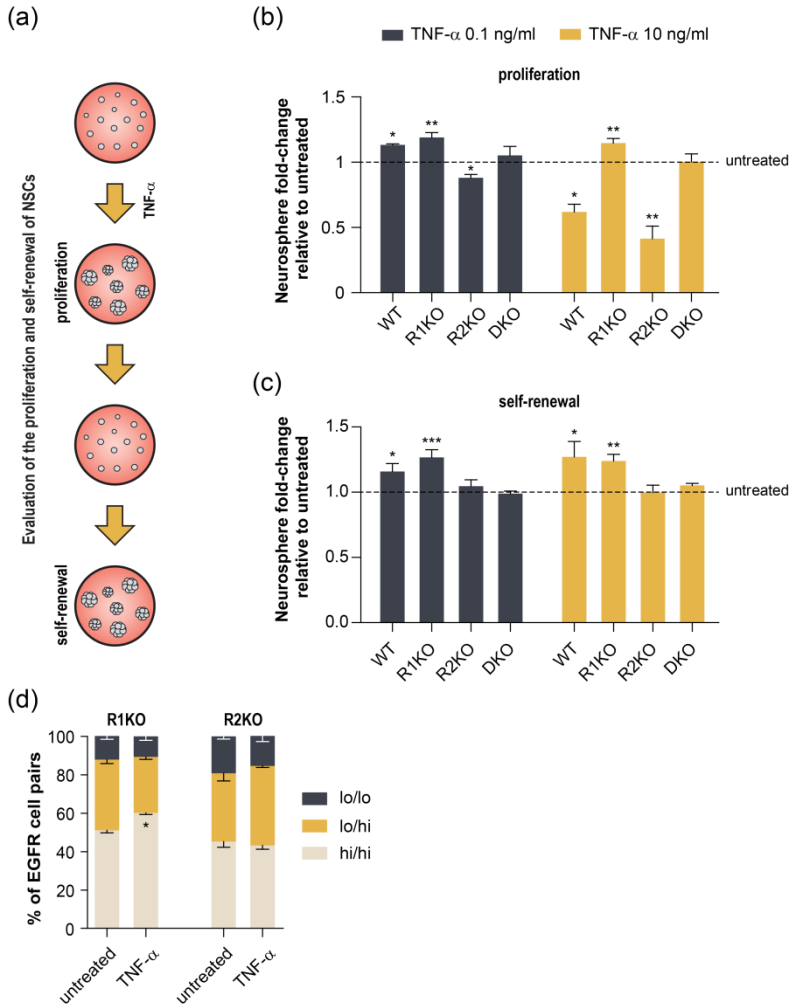 (a)
Evaluation of the proliferation and self-renewal of NSCs
TNF-α
proliferation
self-renewal
(b)
TNF-α 0.1 ng/ml
TNF-α 10 ng/ml
proliferation
Neurosphere fold-change
relative to untreated
1.5
1
0.5
0
*
**
*
*
**
**
untreated
WT
R1KO
R2KO
DKO
WT
R1KO
R2KO
DKO
(c)
self-renewal
Neurosphere fold-change
relative to untreated
1.5
1.0
0.5
0.0
*
***
*
**
untreated
WT
R1KO
R2KO
DKO
WT
R1KO
R2KO
DKO
(d)
R1KO
R2KO
% of EGFR cell pairs
100
80
60
40
20
0
*
untreated
TNF-α
untreated
TNF-α
lo/lo
lo/hi
hi/hi